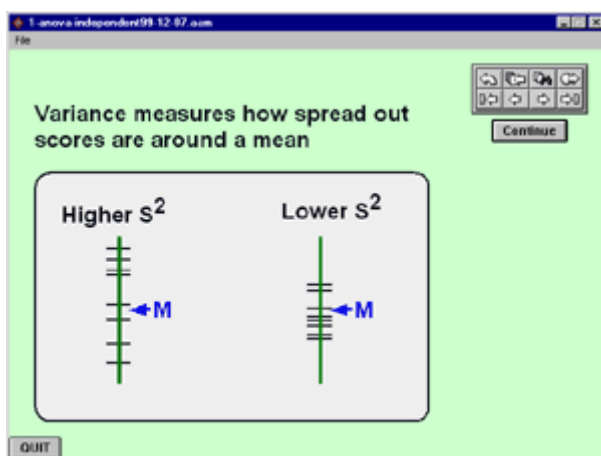 1-anova independent99-12-07.aam
File
Variance measures how spread out
scores are around a mean
Continue
Higher S²
Lower S²
M
M
QUIT